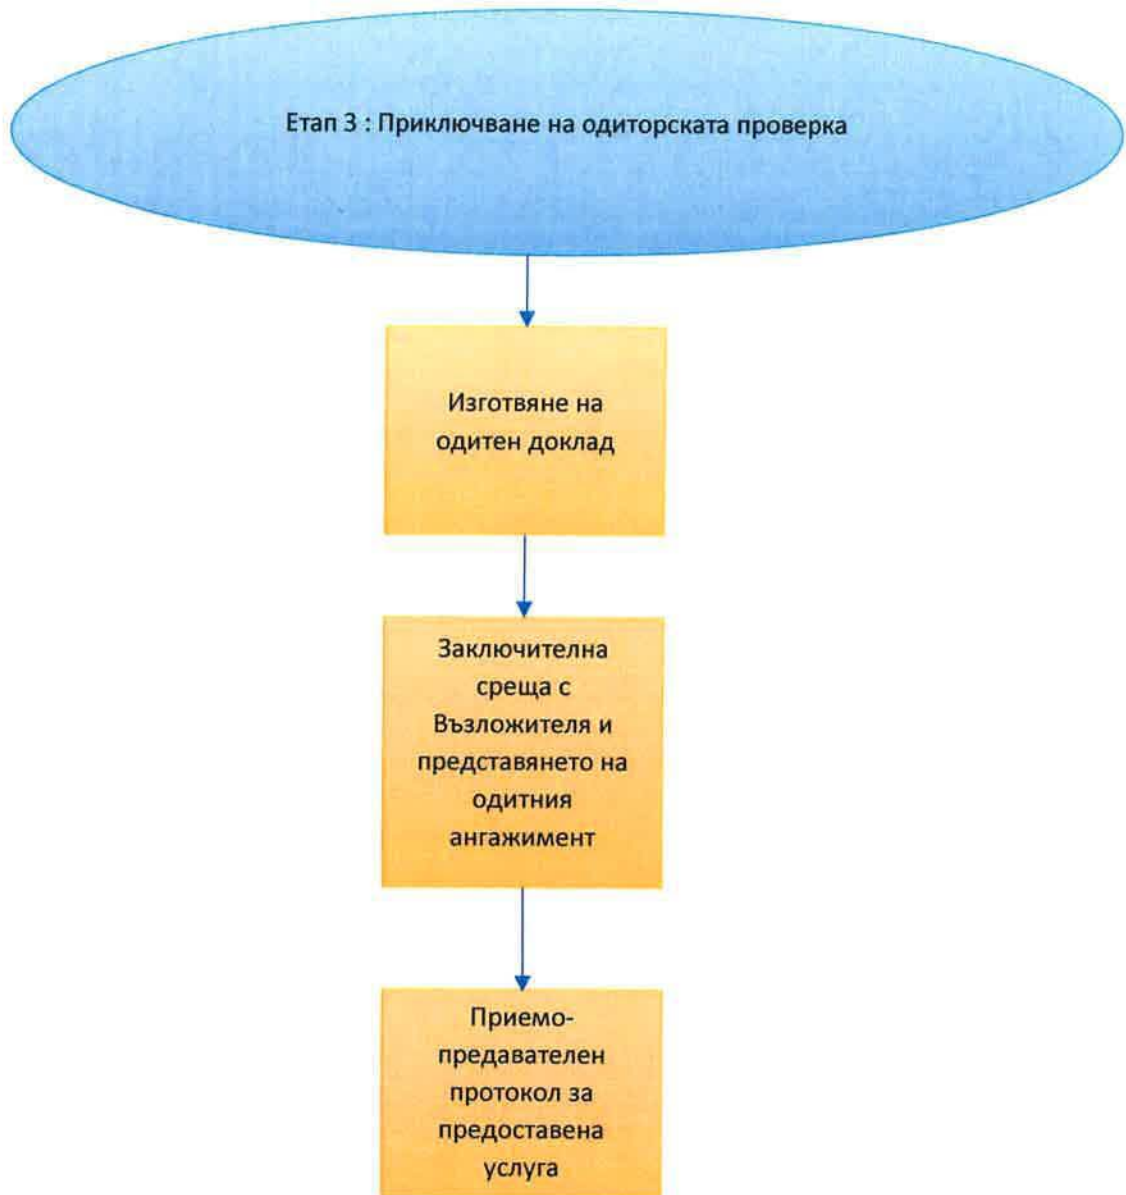 Етап 3 : Приключване на одиторската проверка
Изготвяне на
одитен доклад
Заключителна
среща с
Възложителя и
представянето на
одитния
ангажимент
Приемо-
предавателен
протокол за
предоставена
услуга